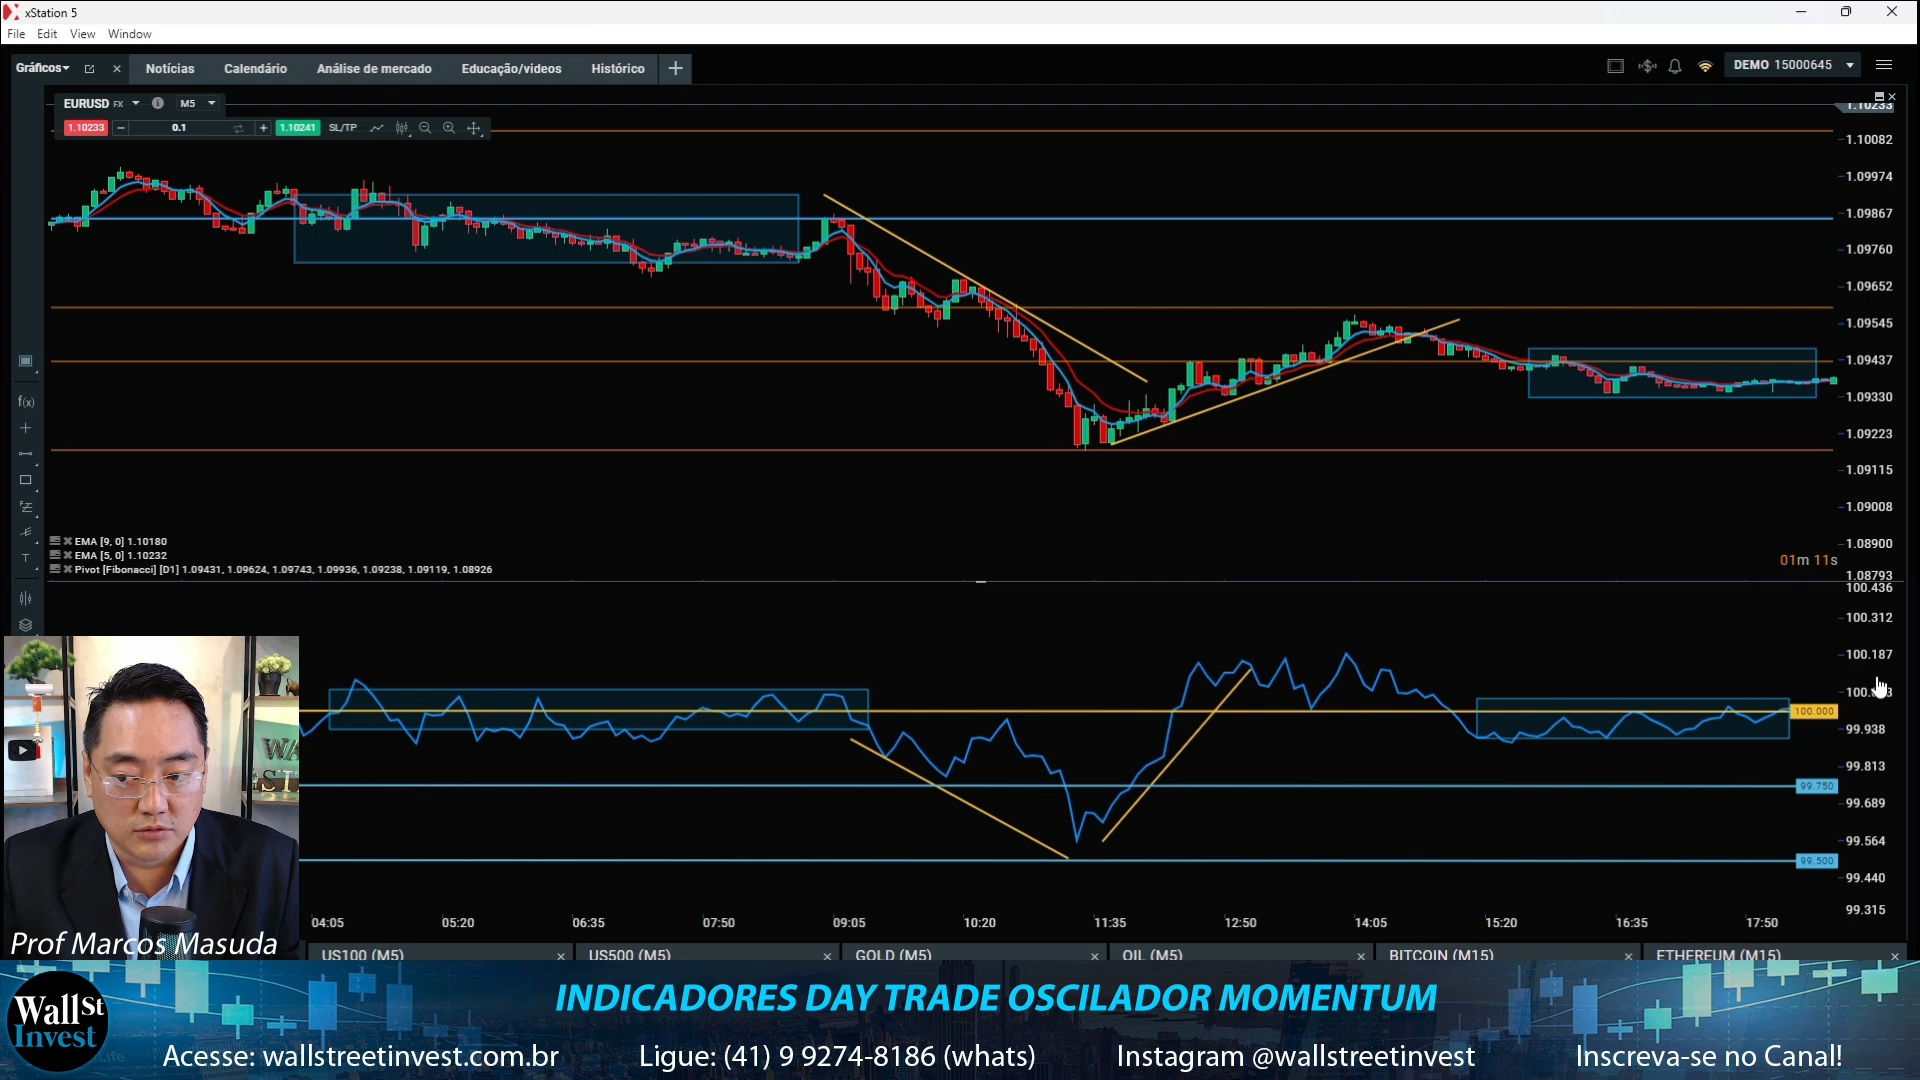 xStation 5
File Edit View Window
Gráficos Notícias Calendário Análise de mercado Educação/videos Histórico DEMO 15000645
EURUSD FX M5
1.10233 0.1 1.10241 SL/TP
1.10233
1.10082
1.09974
1.09867
1.09760
1.09652
1.09545
1.09437
1.09330
1.09223
1.09115
1.09008
1.08900
1.08793
f(x)
T
EMA [9, 0] 1.10180
EMA [5, 0] 1.10232
Pivot [Fibonacci] [D1] 1.09431, 1.09624, 1.09743, 1.09936, 1.09238, 1.09119, 1.08926
01m 11s
100.436
100.312
100.187
100.000
99.938
99.813
99.750
99.689
99.564
99.500
99.440
99.315
04:05 05:20 06:35 07:50 09:05 10:20 11:35 12:50 14:05 15:20 16:35 17:50
US100 (M5) US500 (M5) GOLD (M5) OIL (M5) BITCOIN (M15) ETHEREUM (M15)
Prof Marcos Masuda
WallSt
Invest
INDICADORES DAY TRADE OSCILADOR MOMENTUM
Acesse: wallstreetinvest.com.br Ligue: (41) 9 9274-8186 (whats) Instagram @wallstreetinvest Inscreva-se no Canal!